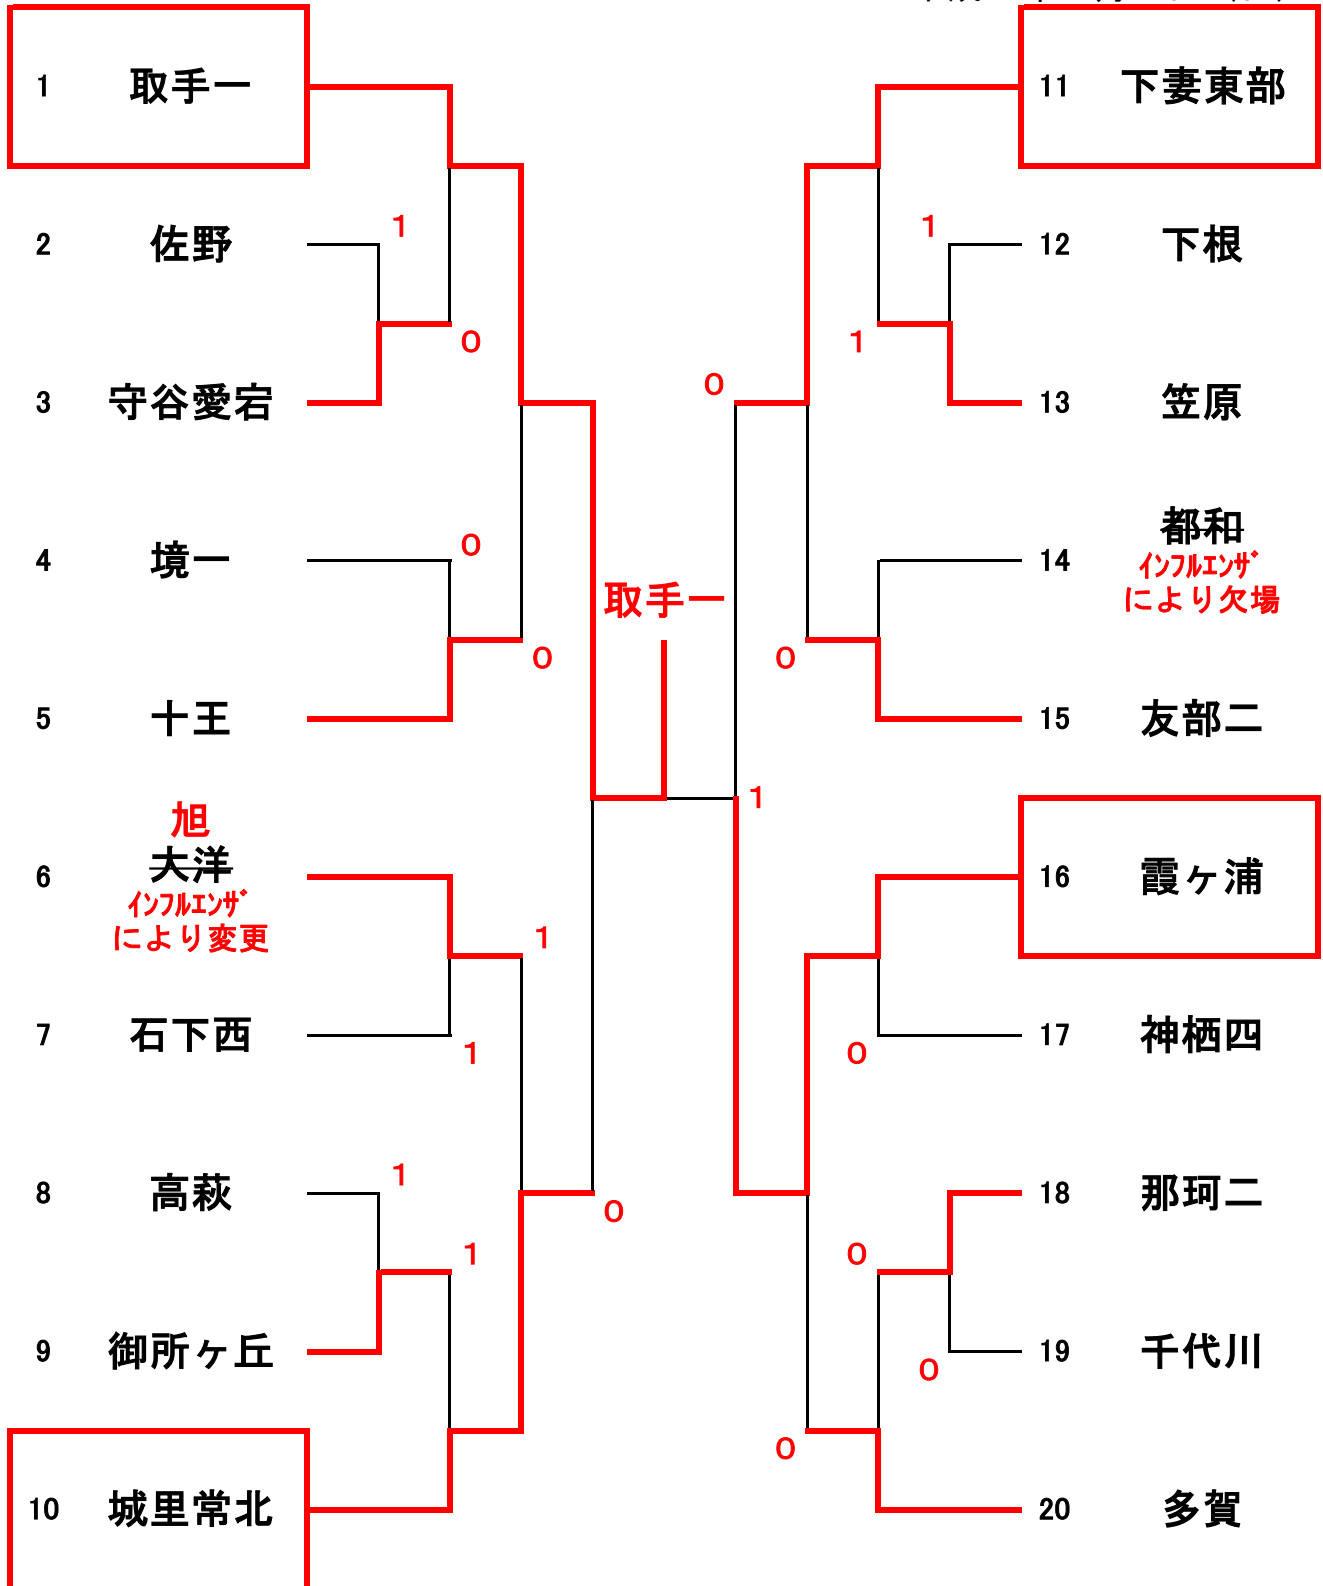 1 取手一
2 佐野
3 守谷愛宕
4 境一
5 十王
旭
6 大洋
インフルエンザ
により変更
7 石下西
8 高萩
9 御所ヶ丘
10 城里常北
1
0
0
0
1
1
1
1
0
取手一
0
1
1
1
0
0
0
0
0
11 下妻東部
12 下根
13 笠原
14 都和
インフルエンザ
により欠場
15 友部二
16 霞ヶ浦
17 神栖四
18 那珂二
19 千代川
20 多賀